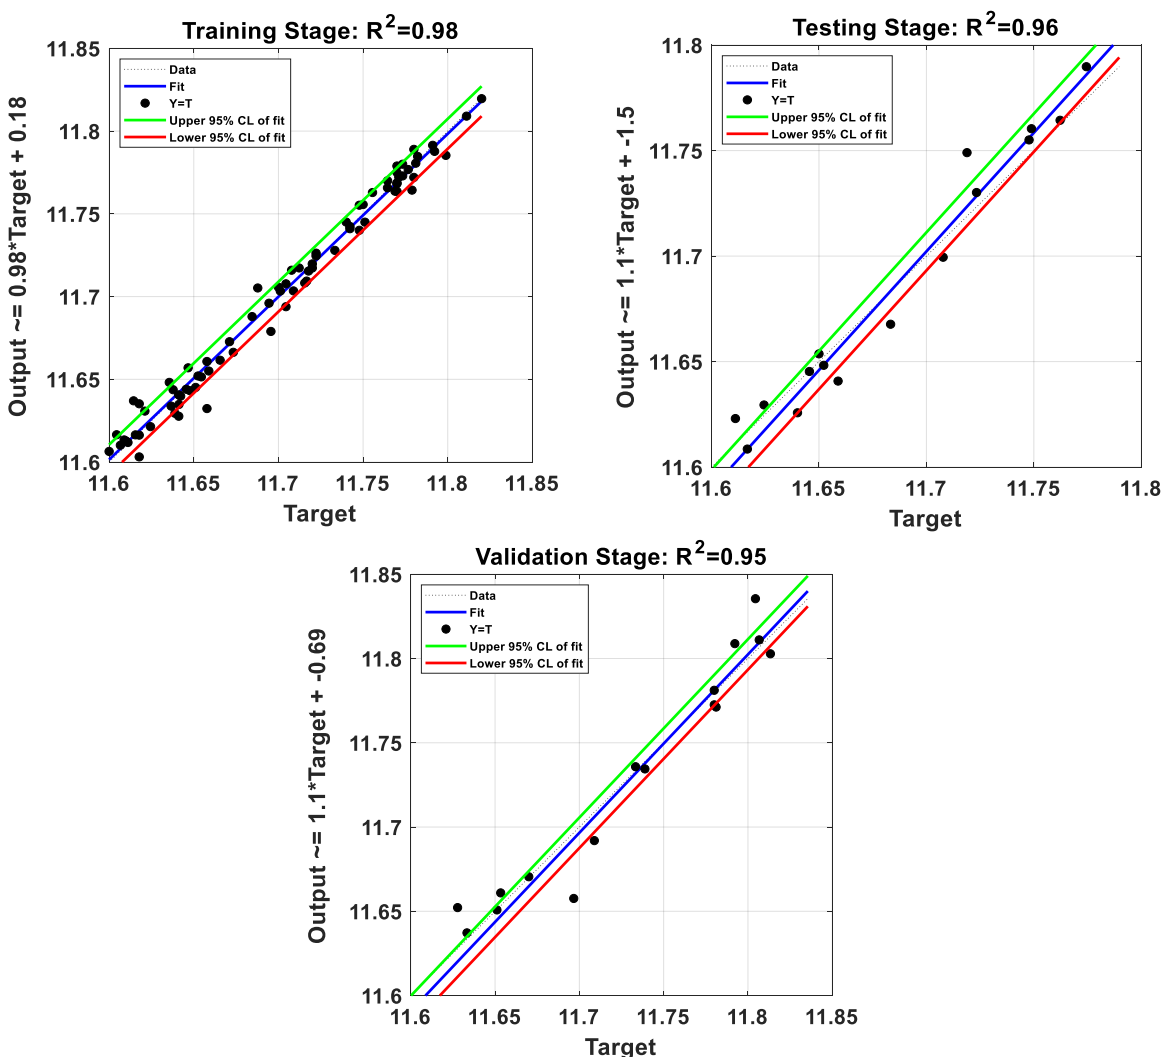 Training Stage: R²=0.98
Output ~= 0.98*Target + 0.18
11.85
11.8
11.75
11.7
11.65
11.6
Data
Fit
Y=T
Upper 95% CL of fit
Lower 95% CL of fit
11.6 11.65 11.7 11.75 11.8 11.85
Target
Testing Stage: R²=0.96
Output ~= 1.1*Target + -1.5
11.8
11.75
11.7
11.65
11.6
Data
Fit
Y=T
Upper 95% CL of fit
Lower 95% CL of fit
11.6 11.65 11.7 11.75 11.8
Target
Validation Stage: R²=0.95
Output ~= 1.1*Target + -0.69
11.85
11.8
11.75
11.7
11.65
11.6
Data
Fit
Y=T
Upper 95% CL of fit
Lower 95% CL of fit
11.6 11.65 11.7 11.75 11.8 11.85
Target